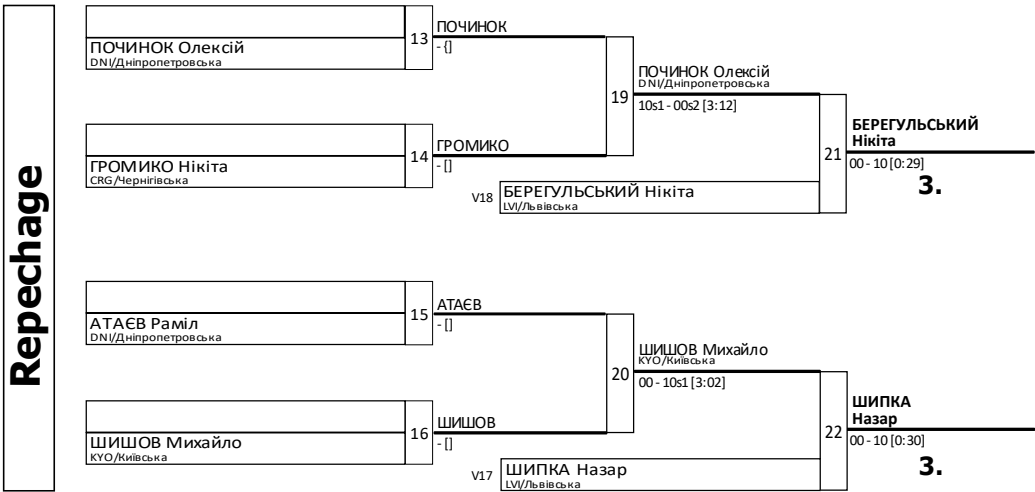 Repechage
13
ПОЧИНОК
- {]
ПОЧИНОК Олексій
DNI/Дніпропетровська
19
ПОЧИНОК Олексій
DNI/Дніпропетровська
10s1 - 00s2 [3:12]
14
ГРОМИКО
- []
ГРОМИКО Нікіта
CRG/Чернігівська
21
БЕРЕГУЛЬСЬКИЙ
Нікіта
00 - 10 [0:29]
3.
V18
БЕРЕГУЛЬСЬКИЙ Нікіта
LVI/Львівська
15
АТАЄВ
- []
АТАЄВ Раміл
DNI/Дніпропетровська
20
ШИШОВ Михайло
KYO/Київська
00 - 10s1 [3:02]
16
ШИШОВ
- []
ШИШОВ Михайло
KYO/Київська
22
ШИПКА
Назар
00 - 10 [0:30]
3.
V17
ШИПКА Назар
LVI/Львівська